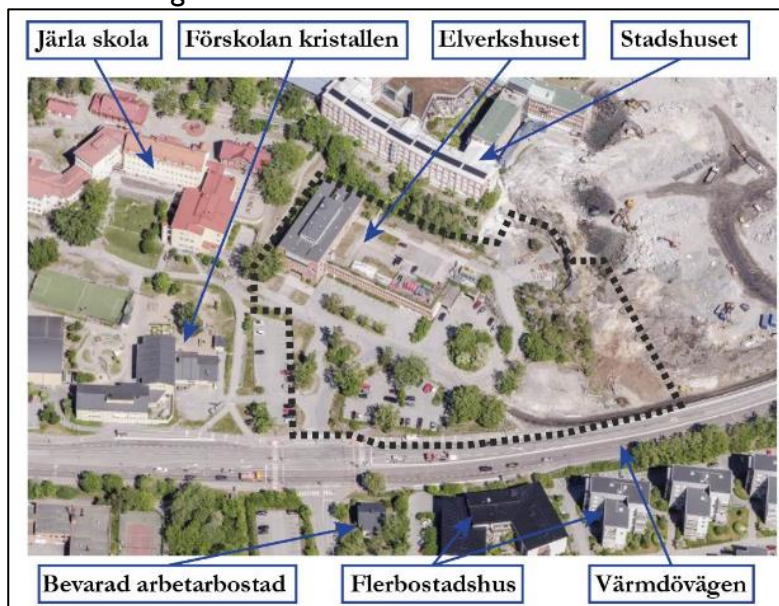 Järla skola
Förskolan kristallen
Elverkshuset
Stadshuset
Bevarad arbetarbostad
Flerbostadshus
Värmdövägen